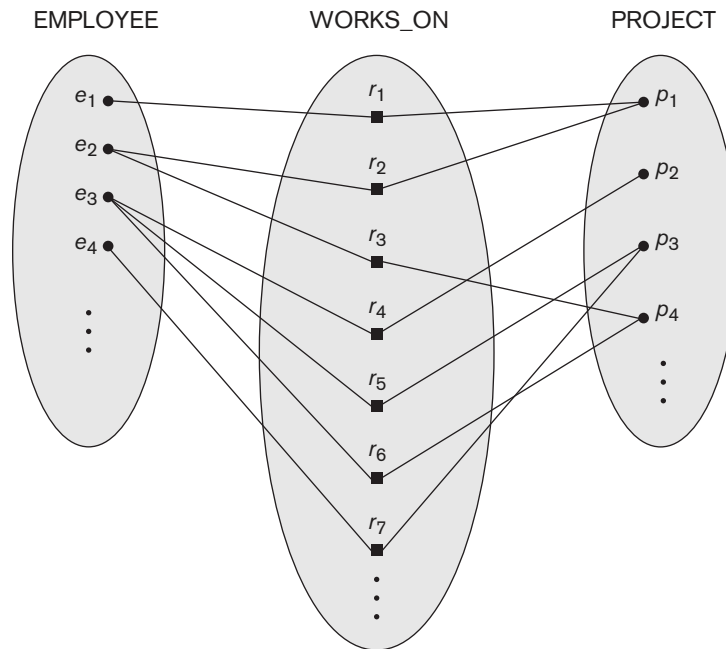 EMPLOYEE
WORKS_ON
PROJECT
e₁
e₂
e₃
e₄
r₁
r₂
r₃
r₄
r₅
r₆
r₇
p₁
p₂
p₃
p₄